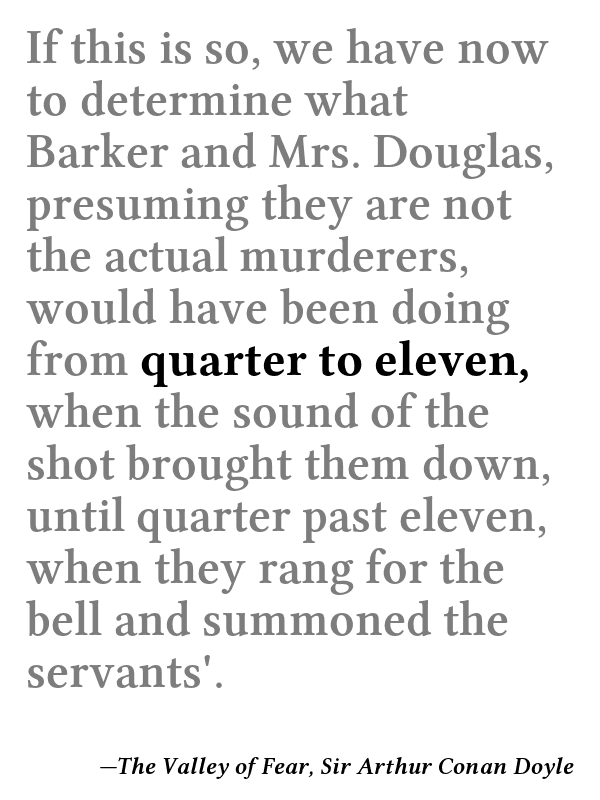 If this is so, we have now
to determine what
Barker and Mrs. Douglas,
presuming they are not
the actual murderers,
would have been doing
from quarter to eleven,
when the sound of the
shot brought them down,
until quarter past eleven,
when they rang for the
bell and summoned the
servants'.
—The Valley of Fear, Sir Arthur Conan Doyle